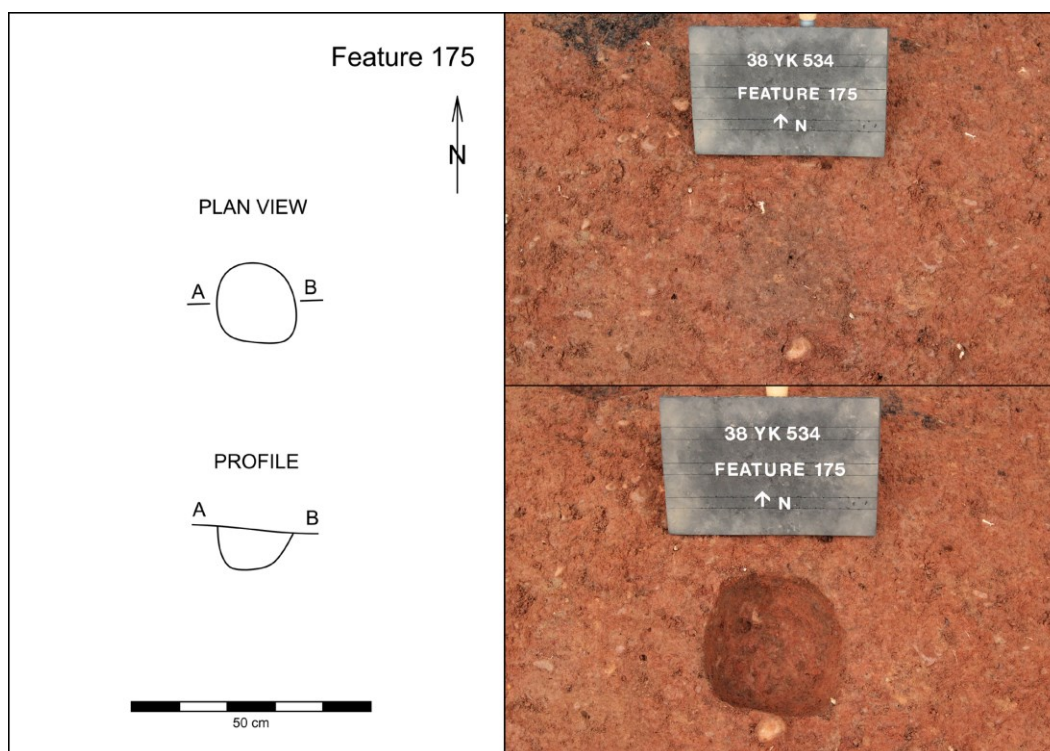 Feature 175
N
PLAN VIEW
A B
PROFILE
A B
50 cm
38 YK 534
FEATURE 175
↑ N
38 YK 534
FEATURE 175
↑ N